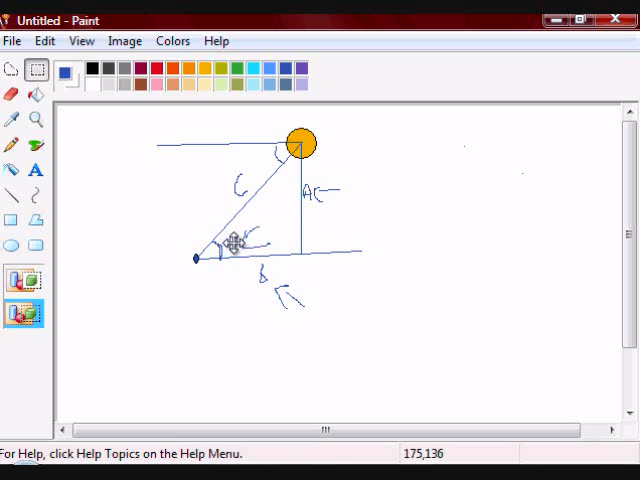 Untitled - Paint
File Edit View Image Colors Help
C
A
B
For Help, click Help Topics on the Help Menu.
175,136